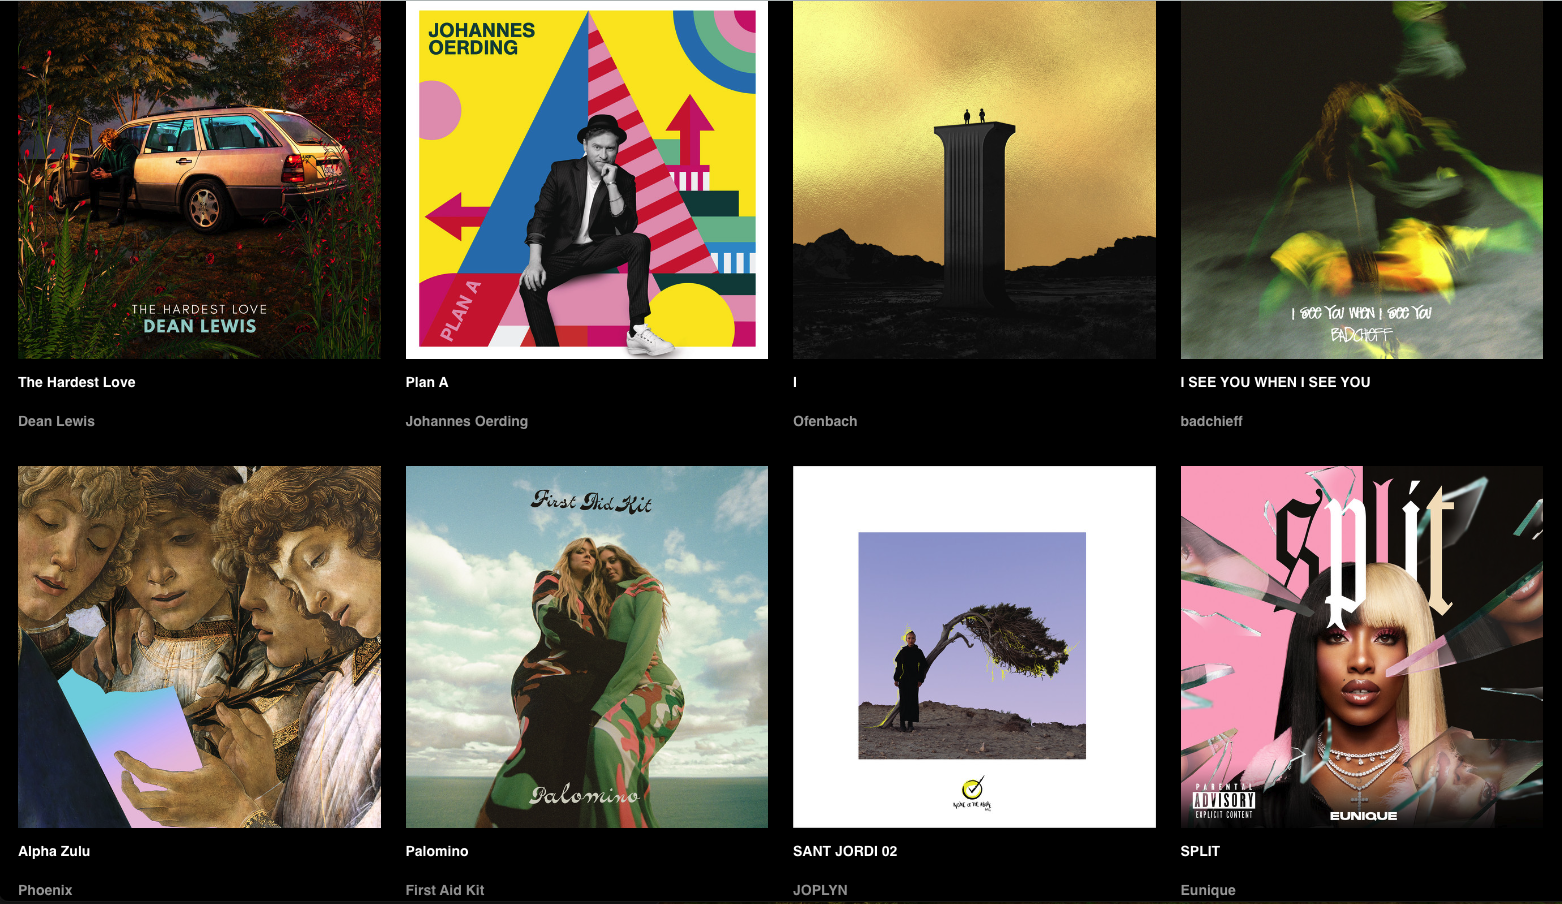 JOHANNES
OERDING
PLAN A
THE HARDEST LOVE
DEAN LEWIS
I SEE YOU WHEN I SEE YOU
BADCHIEFF
The Hardest Love
Plan A
I
I SEE YOU WHEN I SEE YOU
Dean Lewis
Johannes Oerding
Ofenbach
badchieff
First Aid Kit
split
Palomino
PARENTAL
ADVISORY
EXPLICIT CONTENT
EUNIQUE
Alpha Zulu
Palomino
SANT JORDI 02
SPLIT
Phoenix
First Aid Kit
JOPLYN
Eunique